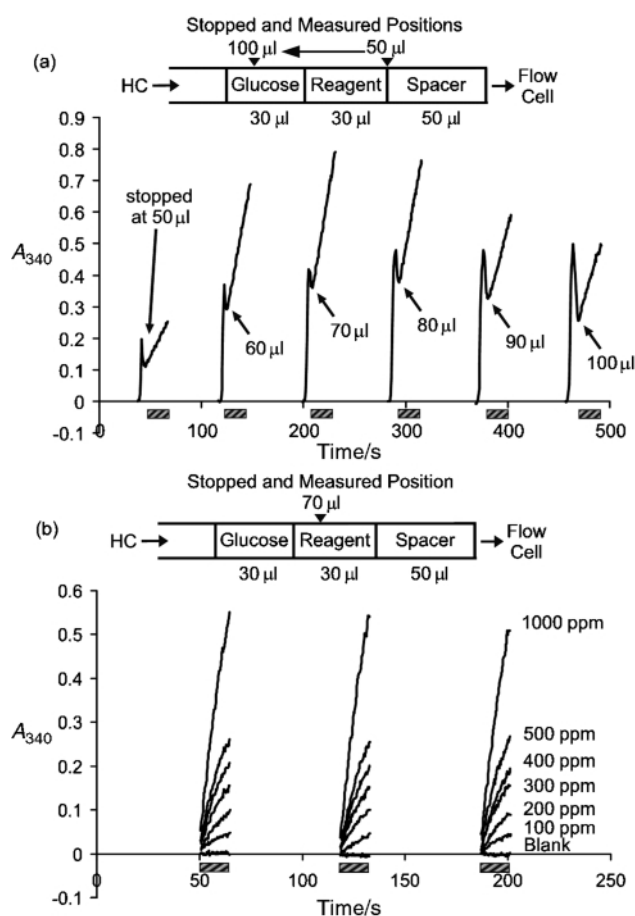 Stopped and Measured Positions
(a)
100 µl
50 µl
HC
Glucose
Reagent
Spacer
Flow
Cell
30 µl
30 µl
50 µl
0.9
0.8
0.7
0.6
0.5
0.4
0.3
0.2
0.1
0
-0.1
A340
stopped
at 50 µl
60 µl
70 µl
80 µl
90 µl
100 µl
0
100
200
300
400
500
Time/s
Stopped and Measured Position
(b)
70 µl
HC
Glucose
Reagent
Spacer
Flow
Cell
30 µl
30 µl
50 µl
0.6
0.5
0.4
0.3
0.2
0.1
0
-0.1
A340
1000 ppm
500 ppm
400 ppm
300 ppm
200 ppm
100 ppm
Blank
0
50
100
150
200
250
Time/s